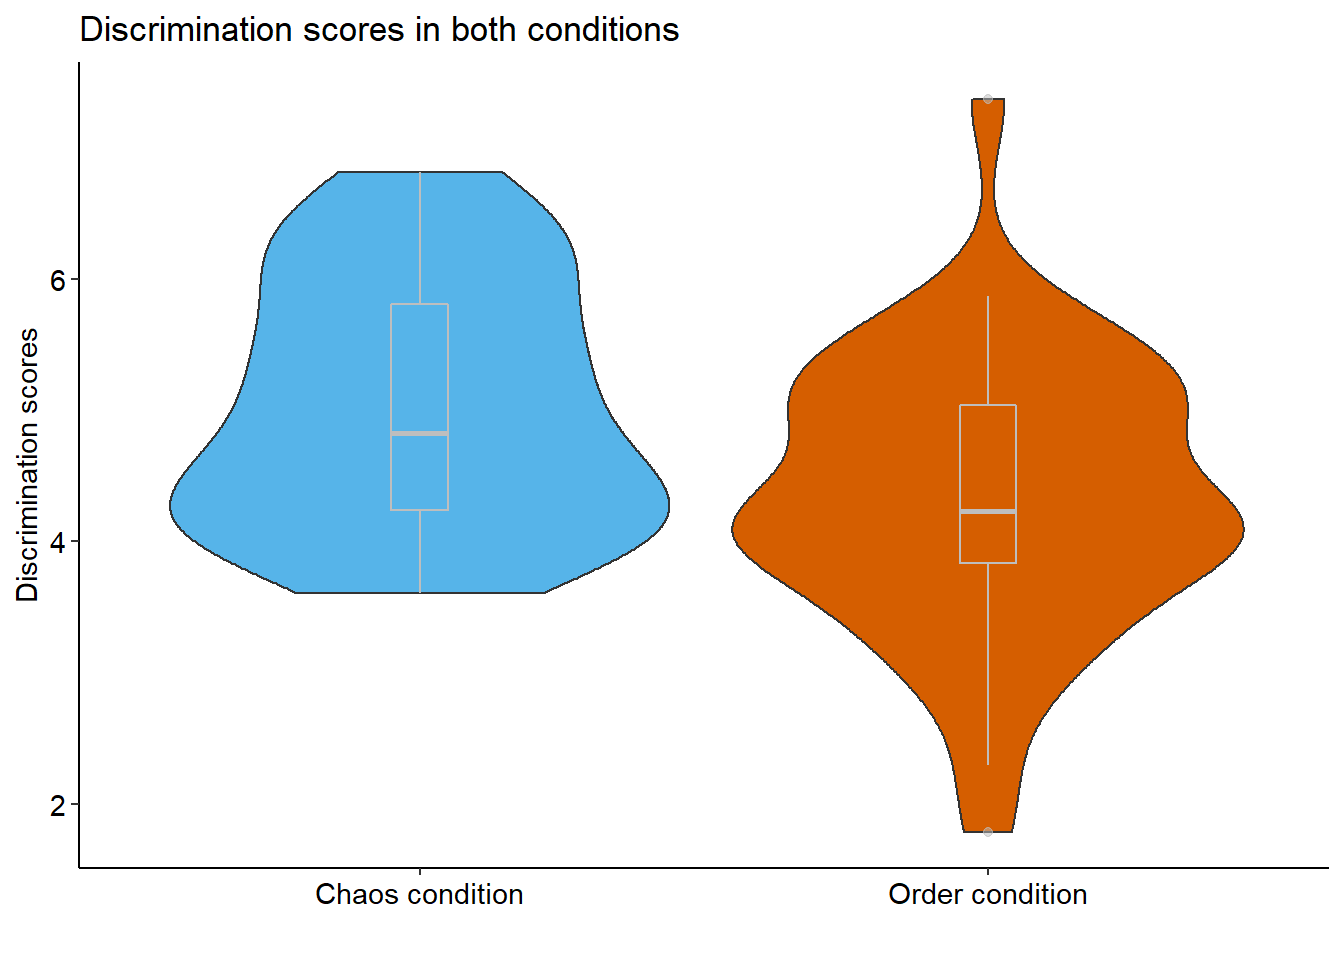 Discrimination scores in both conditions
Discrimination scores
6
4
2
Chaos condition
Order condition